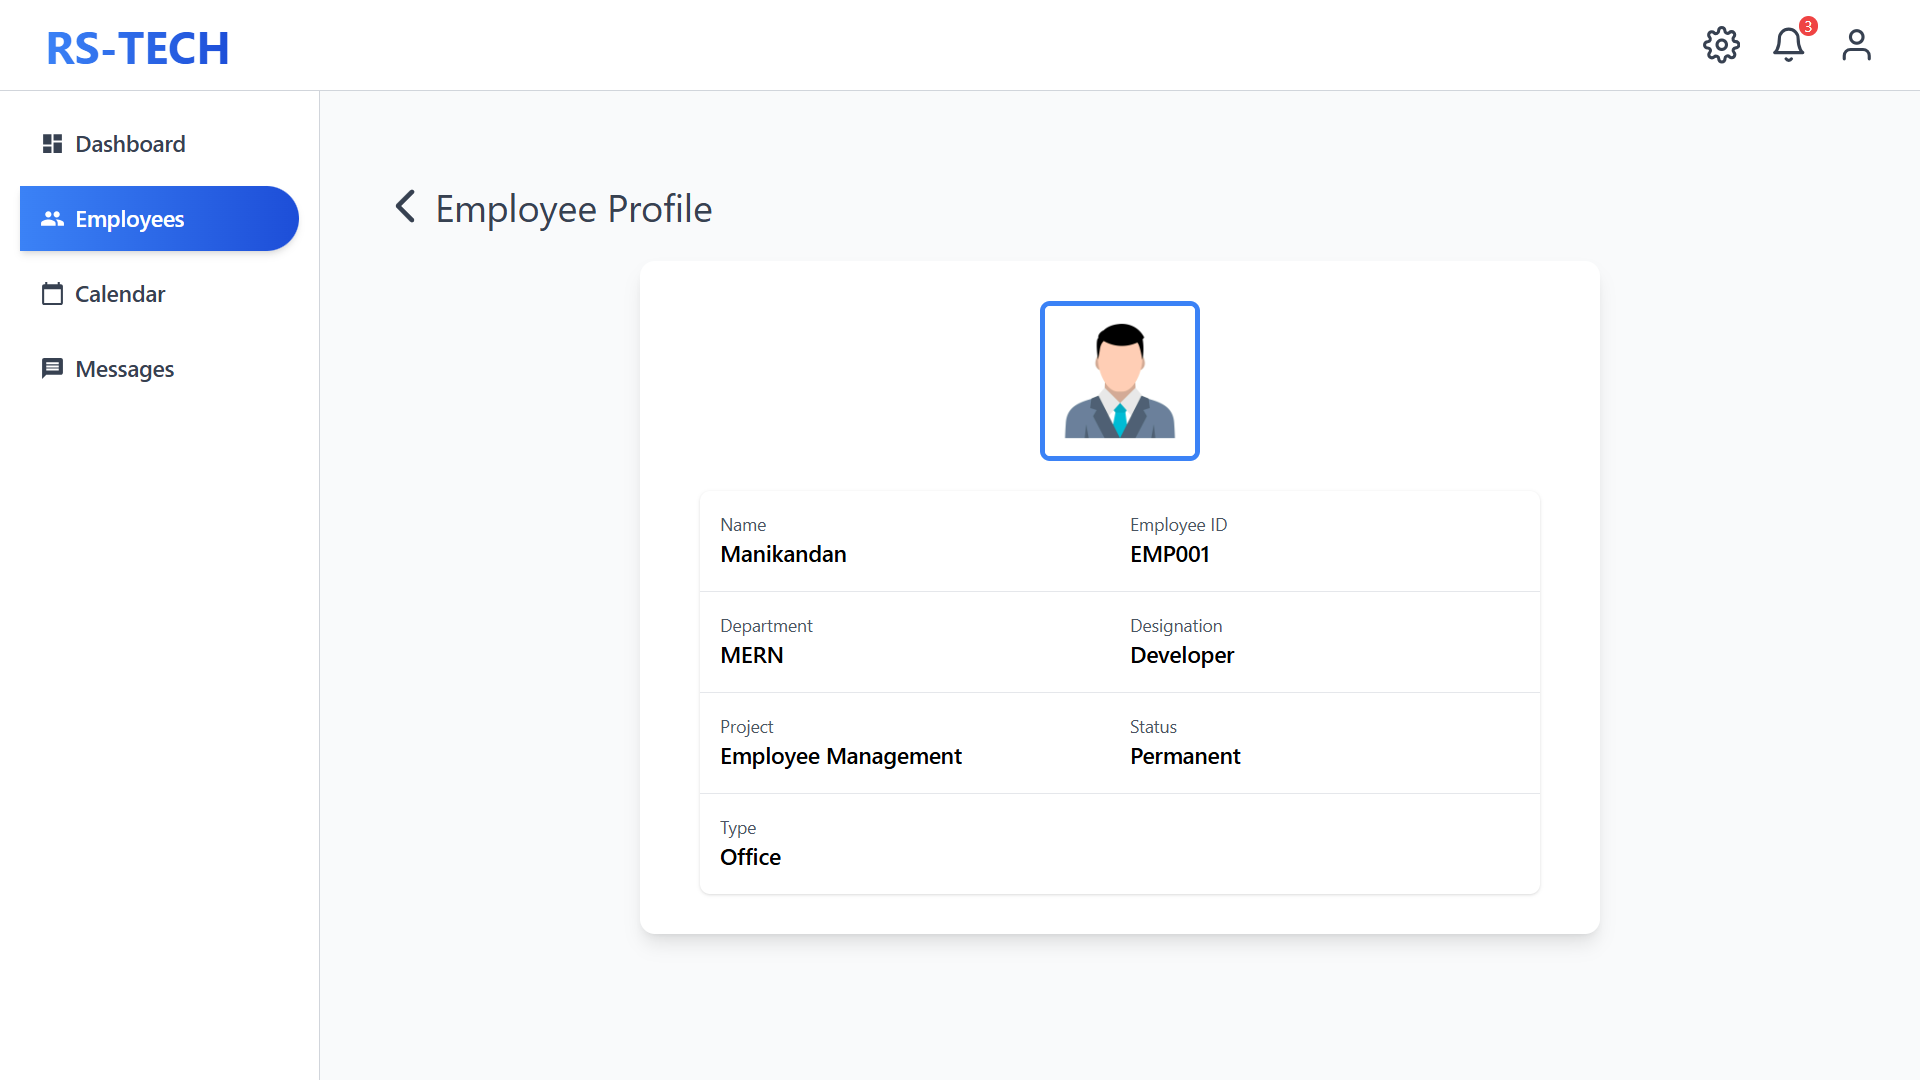 RS-TECH
3
Dashboard
Employees
Calendar
Messages
Employee Profile
Name
Manikandan
Employee ID
EMP001
Department
MERN
Designation
Developer
Project
Employee Management
Status
Permanent
Type
Office